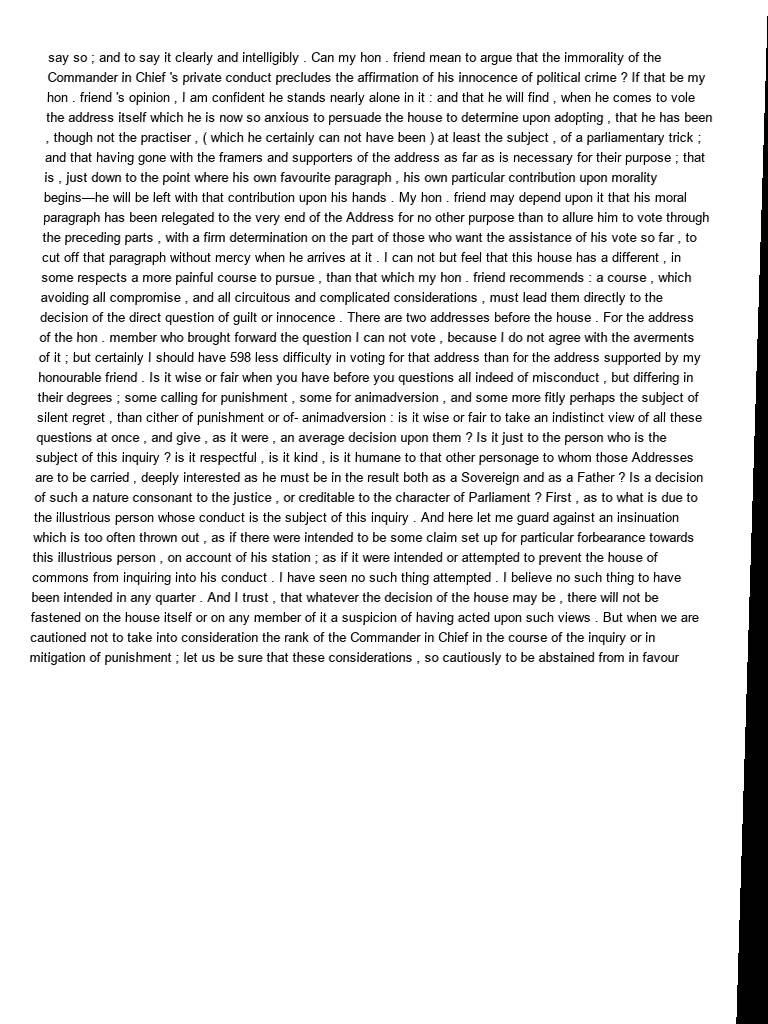 say so ; and to say it clearly and intelligibly . Can my hon . friend mean to argue that the immorality of the
Commander in Chief 's private conduct precludes the affirmation of his innocence of political crime ? If that be my
hon . friend 's opinion , I am confident he stands nearly alone in it : and that he will find , when he comes to vole
the address itself which he is now so anxious to persuade the house to determine upon adopting , that he has been
, though not the practiser , ( which he certainly can not have been ) at least the subject , of a parliamentary trick ;
and that having gone with the framers and supporters of the address as far as is necessary for their purpose ; that
is , just down to the point where his own favourite paragraph , his own particular contribution upon morality
begins—he will be left with that contribution upon his hands . My hon . friend may depend upon it that his moral
paragraph has been relegated to the very end of the Address for no other purpose than to allure him to vote through
the preceding parts , with a firm determination on the part of those who want the assistance of his vote so far , to
cut off that paragraph without mercy when he arrives at it . I can not but feel that this house has a different , in
some respects a more painful course to pursue , than that which my hon . friend recommends : a course , which
avoiding all compromise , and all circuitous and complicated considerations , must lead them directly to the
decision of the direct question of guilt or innocence . There are two addresses before the house . For the address
of the hon . member who brought forward the question I can not vote , because I do not agree with the averments
of it ; but certainly I should have 598 less difficulty in voting for that address than for the address supported by my
honourable friend . Is it wise or fair when you have before you questions all indeed of misconduct , but differing in
their degrees ; some calling for punishment , some for animadversion , and some more fitly perhaps the subject of
silent regret , than cither of punishment or of- animadversion : is it wise or fair to take an indistinct view of all these
questions at once , and give , as it were , an average decision upon them ? Is it just to the person who is the
subject of this inquiry ? is it respectful , is it kind , is it humane to that other personage to whom those Addresses
are to be carried , deeply interested as he must be in the result both as a Sovereign and as a Father ? Is a decision
of such a nature consonant to the justice , or creditable to the character of Parliament ? First , as to what is due to
the illustrious person whose conduct is the subject of this inquiry . And here let me guard against an insinuation
which is too often thrown out , as if there were intended to be some claim set up for particular forbearance towards
this illustrious person , on account of his station ; as if it were intended or attempted to prevent the house of
commons from inquiring into his conduct . I have seen no such thing attempted . I believe no such thing to have
been intended in any quarter . And I trust , that whatever the decision of the house may be , there will not be
fastened on the house itself or on any member of it a suspicion of having acted upon such views . But when we are
cautioned not to take into consideration the rank of the Commander in Chief in the course of the inquiry or in
mitigation of punishment ; let us be sure that these considerations , so cautiously to be abstained from in favour